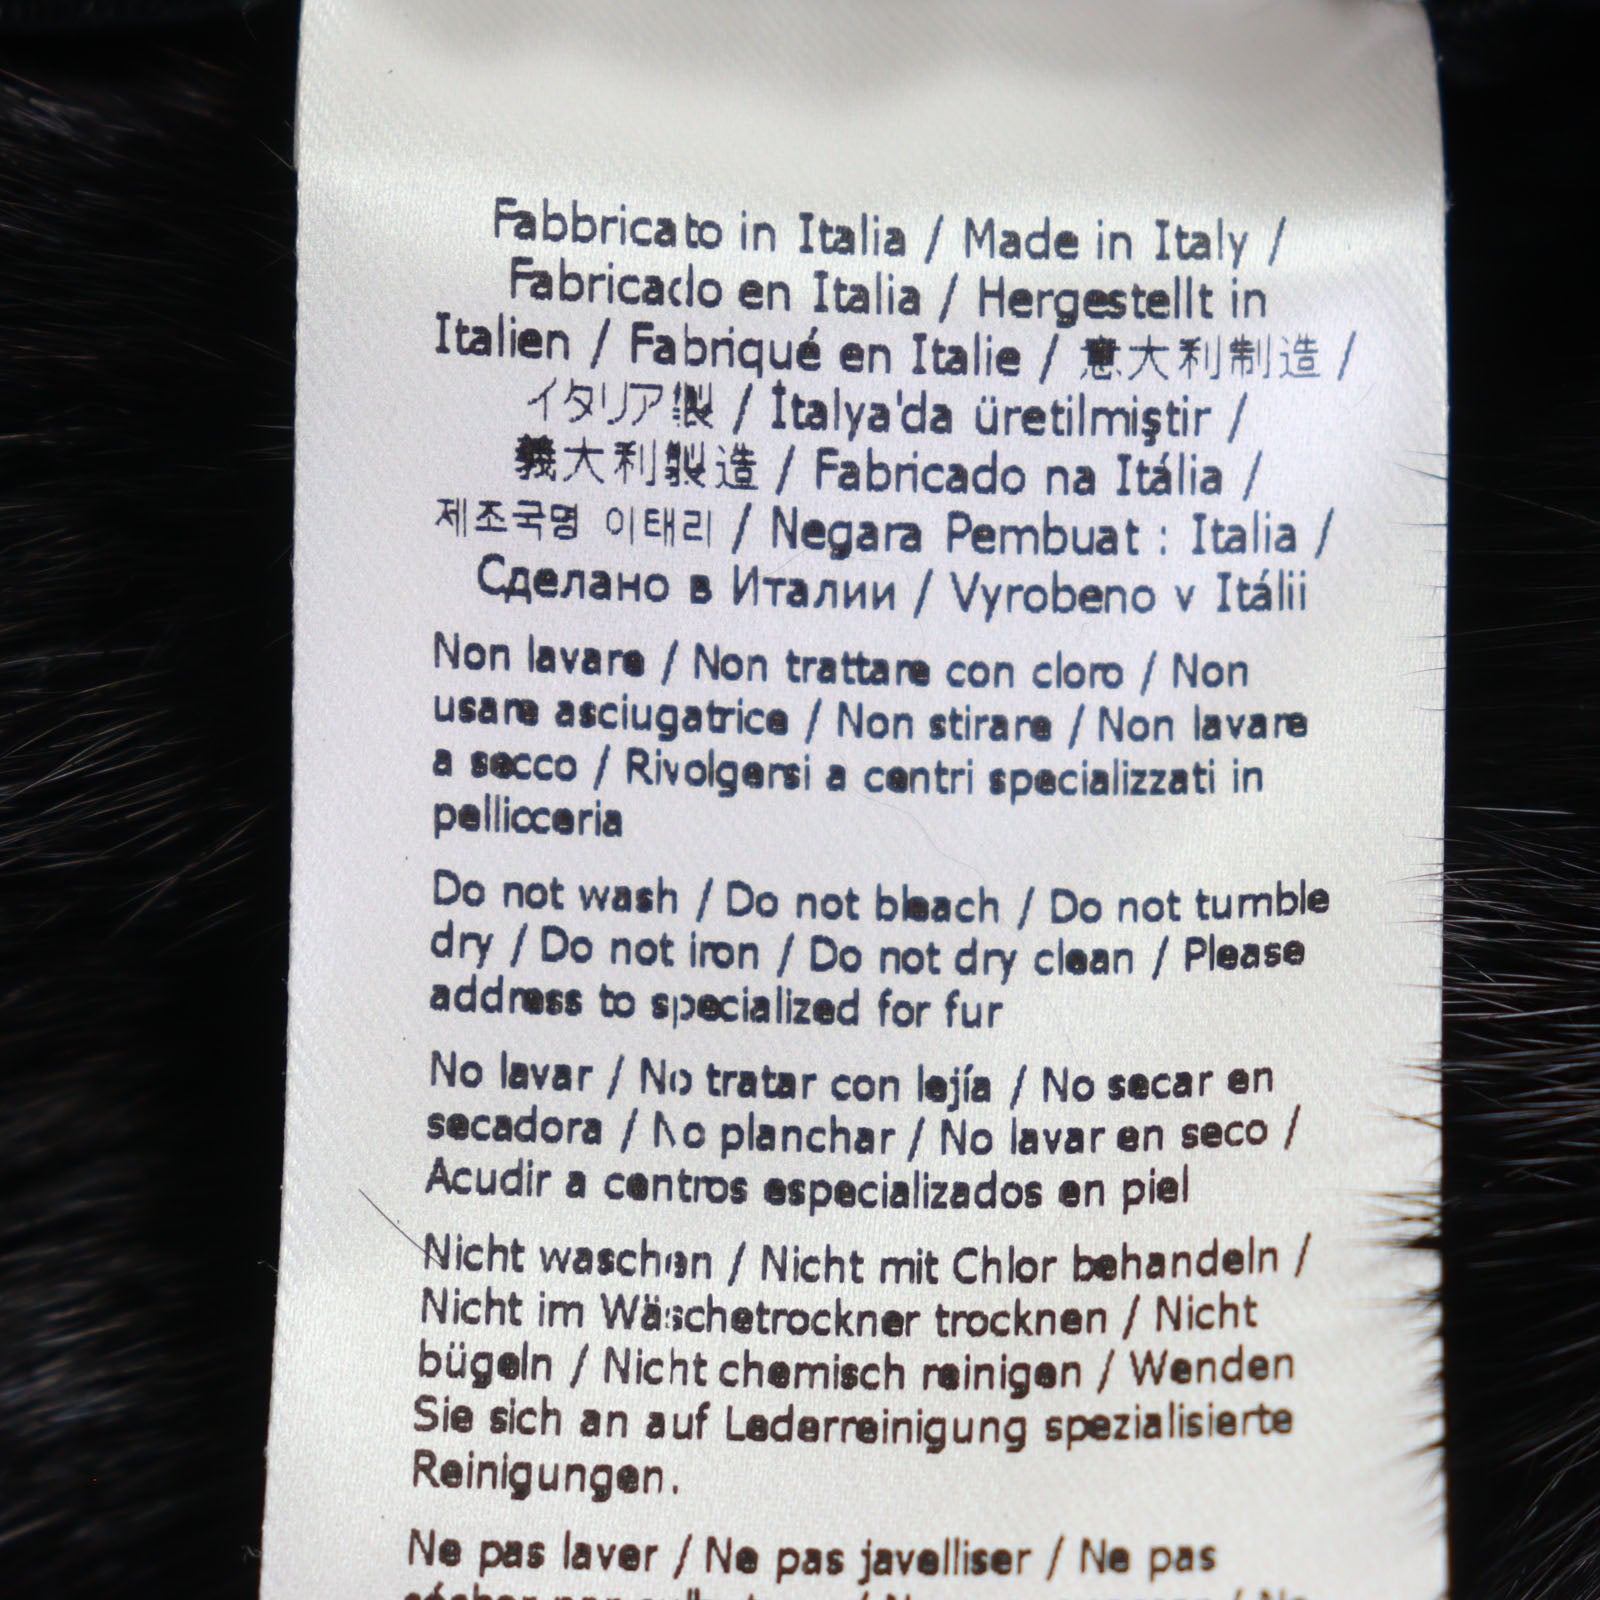 Fabbricato in Italia / Made in Italy /
Fabricado en Italia / Hergestellt in
Italien / Fabriqué en Italie / 意大利制造 /
イタリア製 / İtalya'da üretilmiştir /
義大利製造 / Fabricado na Itália /
제조국명 이태리 / Negara Pembuat : Italia /
Сделано в Италии / Vyrobeno v Itálii
Non lavare / Non trattare con cloro / Non
usare asciugatrice / Non stirare / Non lavare
a secco / Rivolgersi a centri specializzati in
pellicceria
Do not wash / Do not bleach / Do not tumble
dry / Do not iron / Do not dry clean / Please
address to specialized for fur
No lavar / No tratar con lejía / No secar en
secadora / No planchar / No lavar en seco /
Acudir a centros especializados en piel
Nicht waschen / Nicht mit Chlor behandeln /
Nicht im Wäschetrockner trocknen / Nicht
bügeln / Nicht chemisch reinigen / Wenden
Sie sich an auf Lederreinigung spezialisierte
Reinigungen.
Ne pas laver / Ne pas javelliser / Ne pas